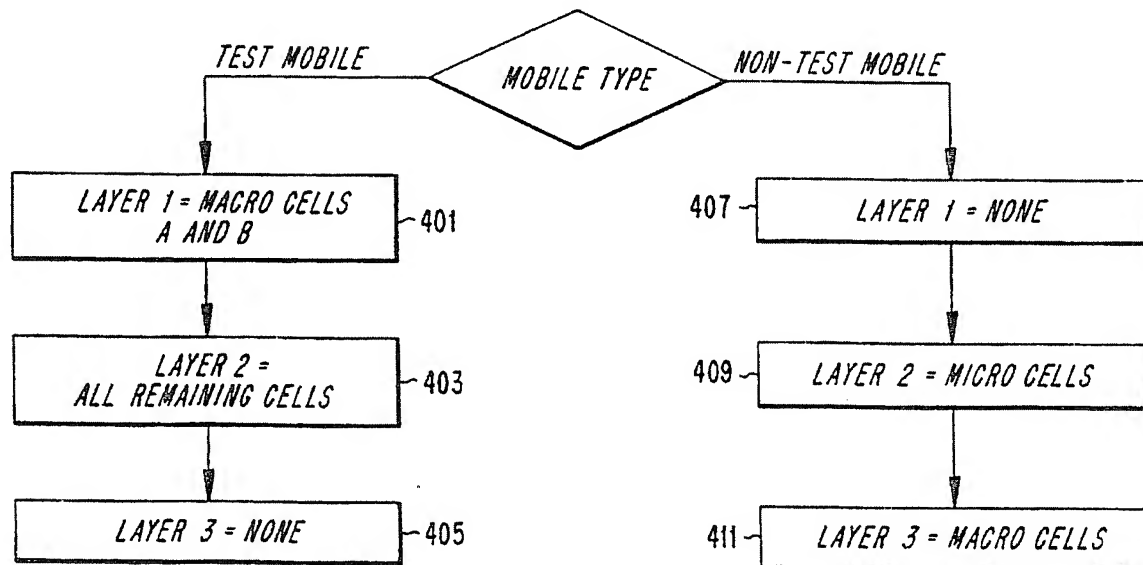 TEST MOBILE
MOBILE TYPE
NON-TEST MOBILE
LAYER 1 = MACRO CELLS
A AND B
401
LAYER 2 =
ALL REMAINING CELLS
403
LAYER 3 = NONE
405
407
LAYER 1 = NONE
409
LAYER 2 = MICRO CELLS
411
LAYER 3 = MACRO CELLS